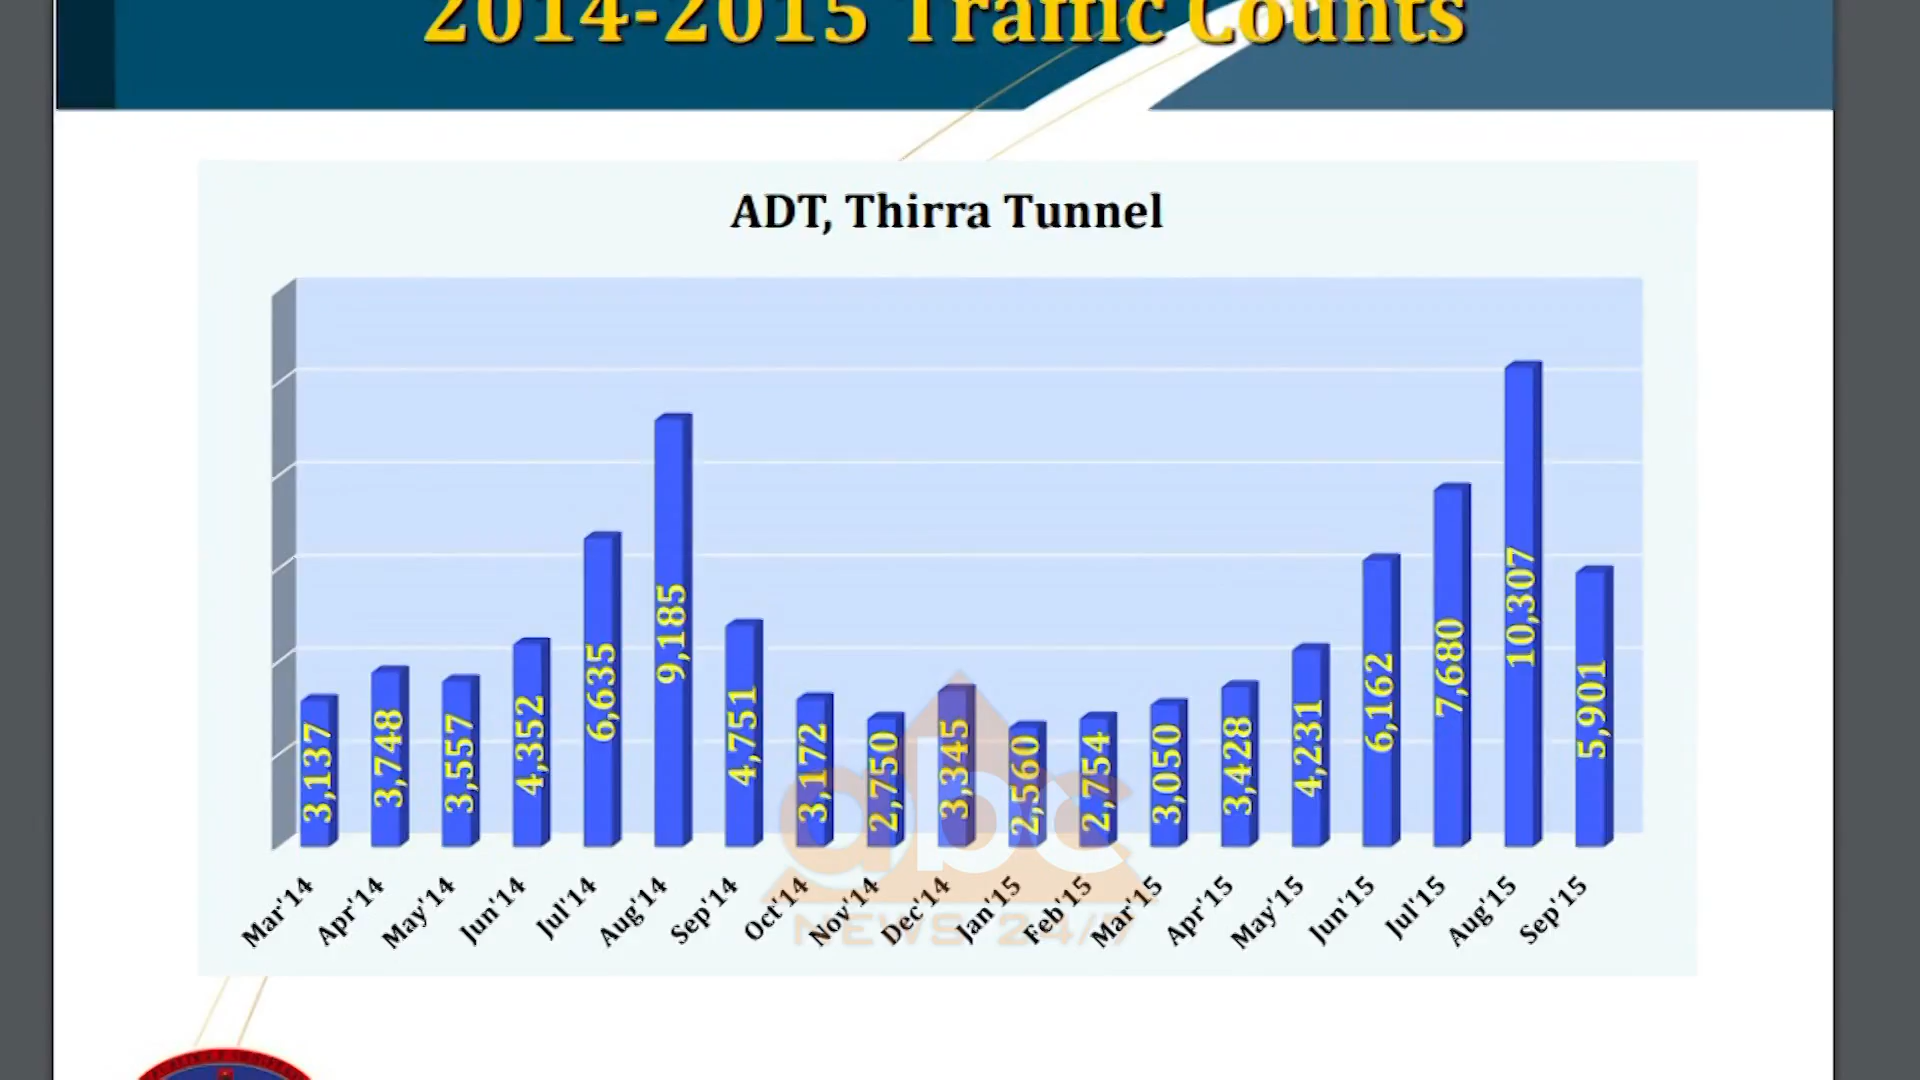 2014-2015 Traffic Counts
ADT, Thirra Tunnel
3,137
3,748
3,557
4,352
6,635
9,185
4,751
3,172
2,750
3,345
2,560
2,754
3,050
3,428
4,231
6,162
7,680
10,307
5,901
Mar'14
Apr'14
May'14
Jun'14
Jul'14
Aug'14
Sep'14
Oct'14
Nov'14
Dec'14
Jan'15
Feb'15
Mar'15
Apr'15
May'15
Jun'15
Jul'15
Aug'15
Sep'15
abc
NEWS 24/7